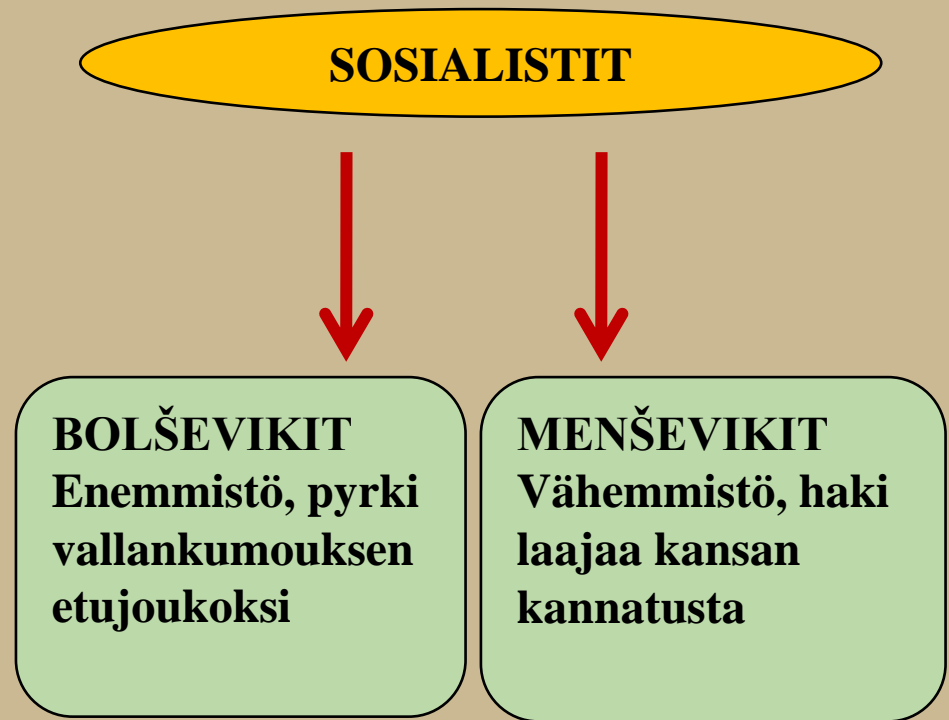 SOSIALISTIT
BOLŠEVIKIT
Enemmistö, pyrki
vallankumouksen
etujoukoksi
MENŠEVIKIT
Vähemmistö, haki
laajaa kansan
kannatusta